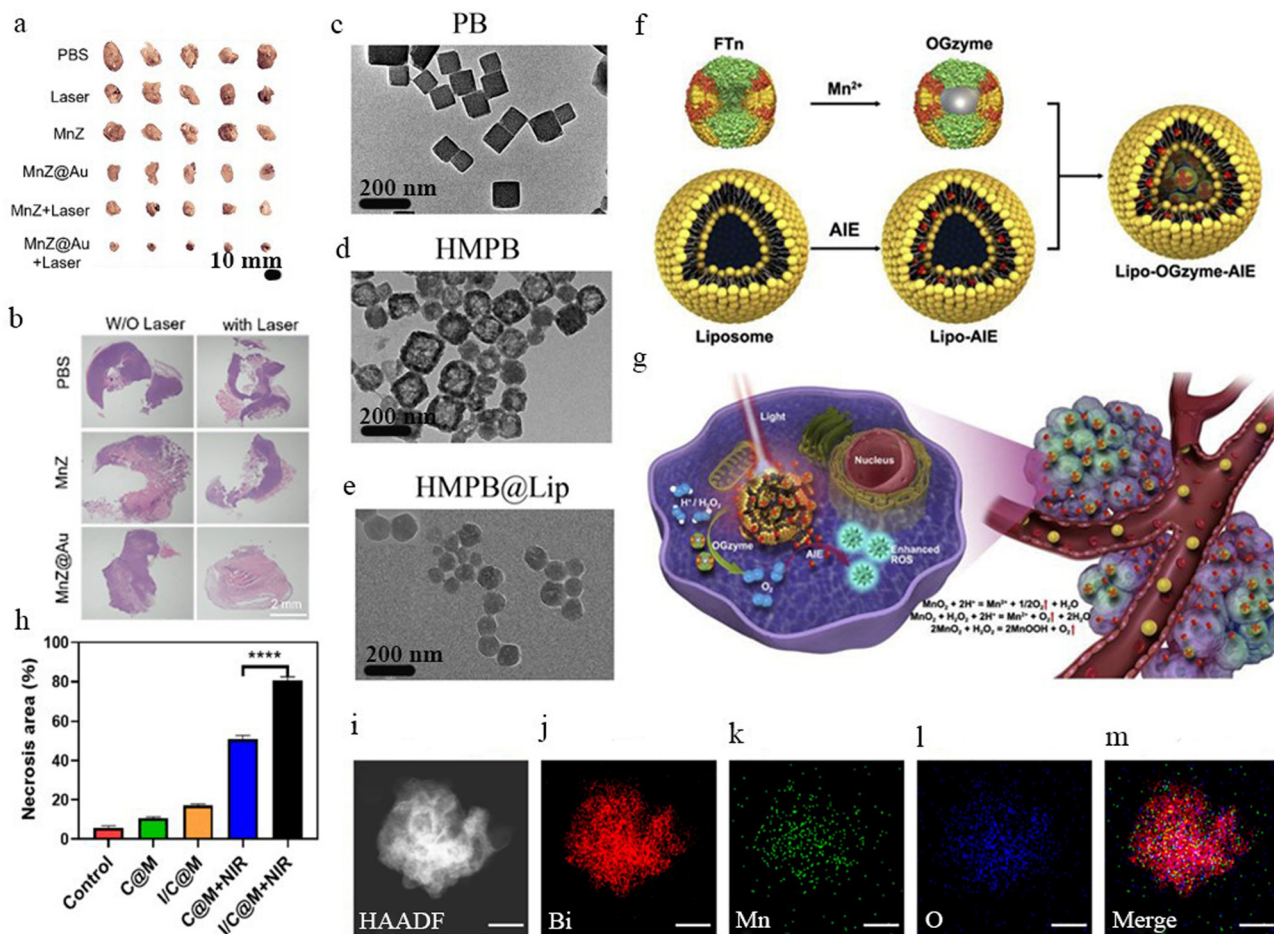 a
PBS
Laser
MnZ
MnZ@Au
MnZ+Laser
MnZ@Au
+Laser
10 mm
b
W/O Laser
with Laser
PBS
MnZ
MnZ@Au
2 mm
c
PB
200 nm
d
HMPB
200 nm
e
HMPB@Lip
200 nm
f
FTn
OGzyme
Mn²⁺
AIE
Liposome
Lipo-AIE
Lipo-OGzyme-AIE
g
Light
Nucleus
H⁺ / H₂O₂
OGzyme
AIE
O₂
Enhanced
ROS
MnO₂ + 2H⁺ = Mn²⁺ + 1/2O₂↑ + H₂O
MnO₂ + H₂O₂ + 2H⁺ = Mn²⁺ + O₂↑ + 2H₂O
2MnO₂ + H₂O₂ = 2MnOOH + O₂↑
h
Necrosis area (%)
100
80
60
40
20
0
****
Control
C@M
I/C@M
C@M+NIR
I/C@M+NIR
i
HAADF
j
Bi
k
Mn
l
O
m
Merge